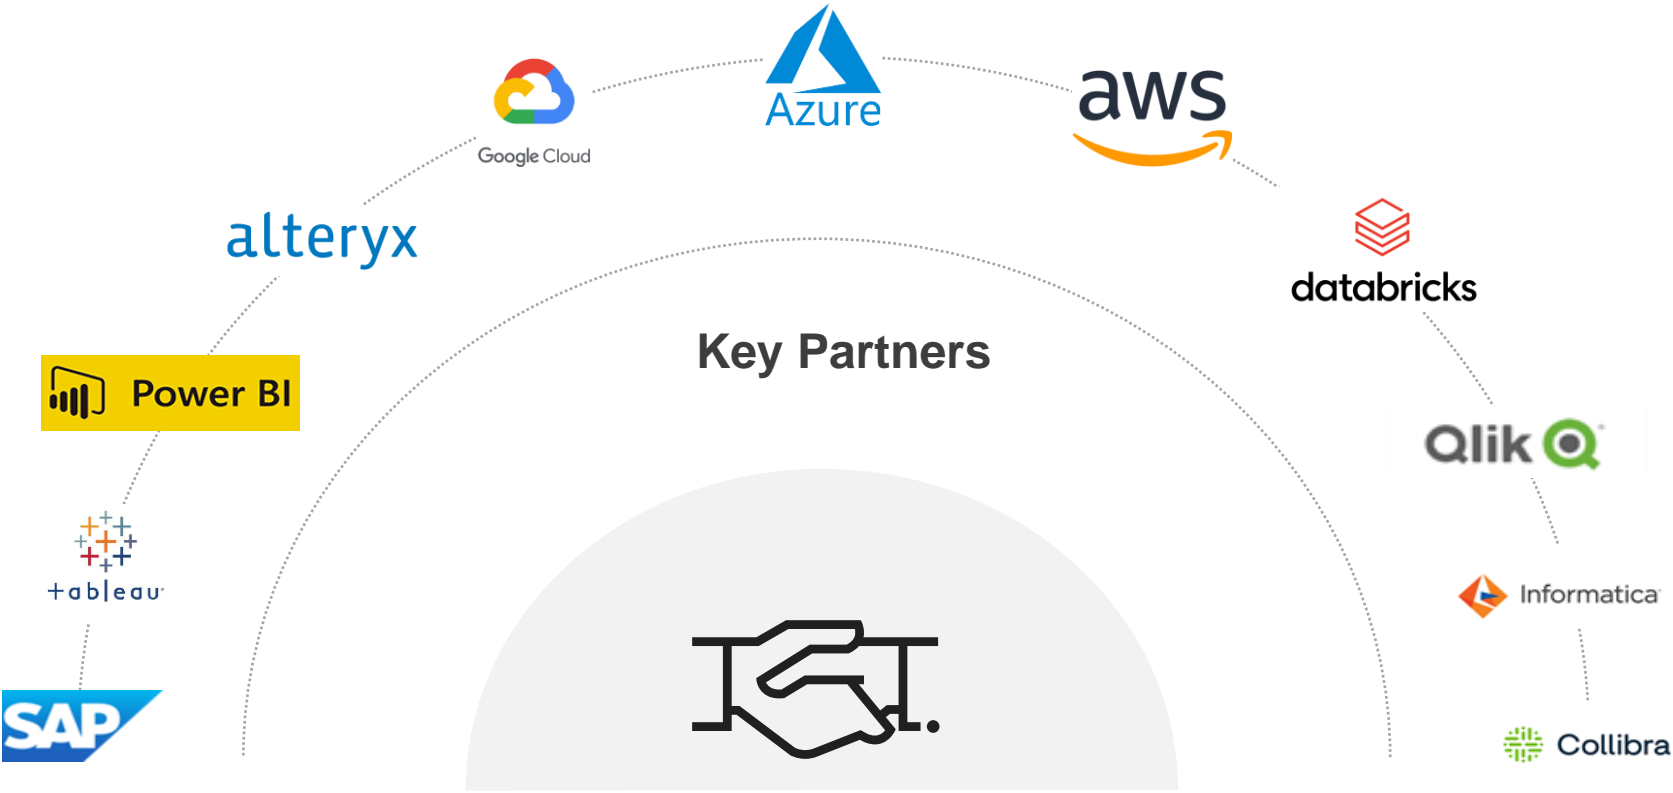 Azure
aws
Google Cloud
alteryx
databricks
Key Partners
Power BI
Qlik
+ableau
Informatica
SAP
Collibra